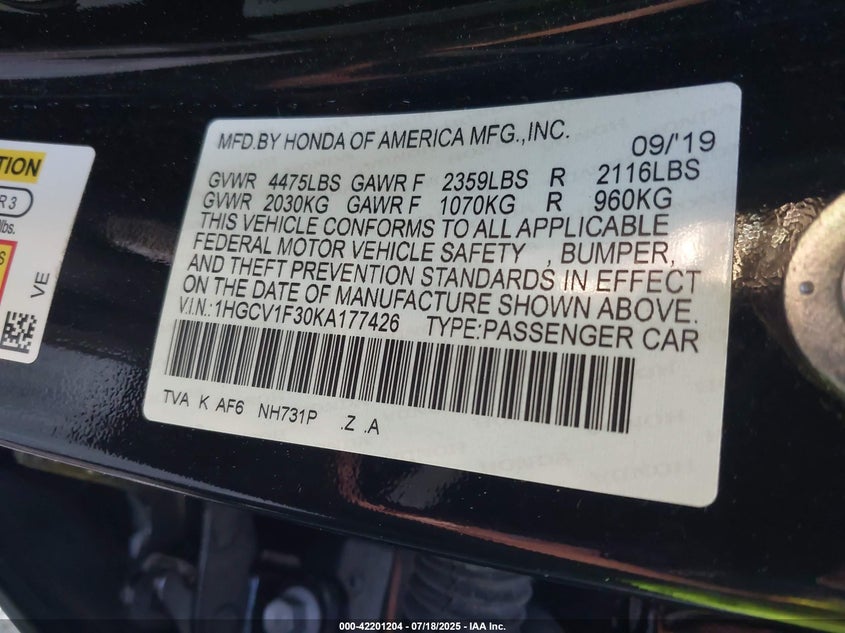 MFD.BY HONDA OF AMERICA MFG.,INC. 09/'19
GVWR 4475LBS GAWR F 2359LBS R 2116LBS
GVWR 2030KG GAWR F 1070KG R 960KG
THIS VEHICLE CONFORMS TO ALL APPLICABLE
FEDERAL MOTOR VEHICLE SAFETY , BUMPER,
AND THEFT PREVENTION STANDARDS IN EFFECT
ON THE DATE OF MANUFACTURE SHOWN ABOVE.
V.I.N.:1HGCV1F30KA177426 TYPE:PASSENGER CAR
TVA K AF6 NH731P .Z .A
R 3
lbs.
VE
000-42201204 | 07/18/2025 - IAA Inc.